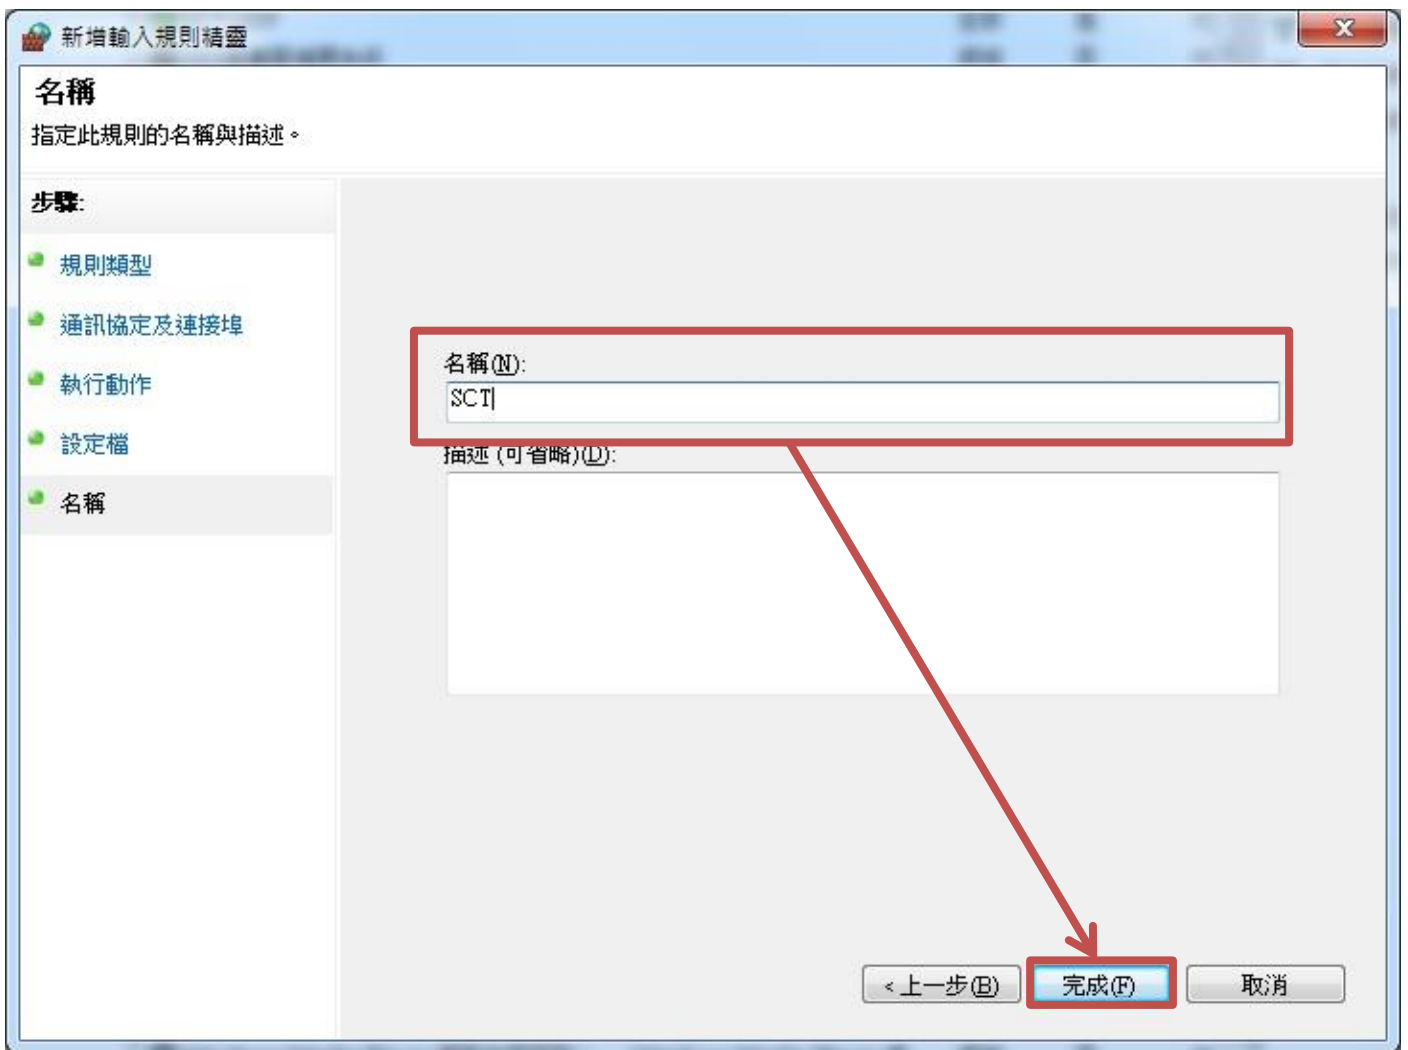 新增輸入規則精靈
名稱
指定此規則的名稱與描述。
步驟:
規則類型
通訊協定及連接埠
執行動作
設定檔
名稱
名稱(N):
SCT
描述 (可省略)(D):
<上一步(B)
完成(F)
取消